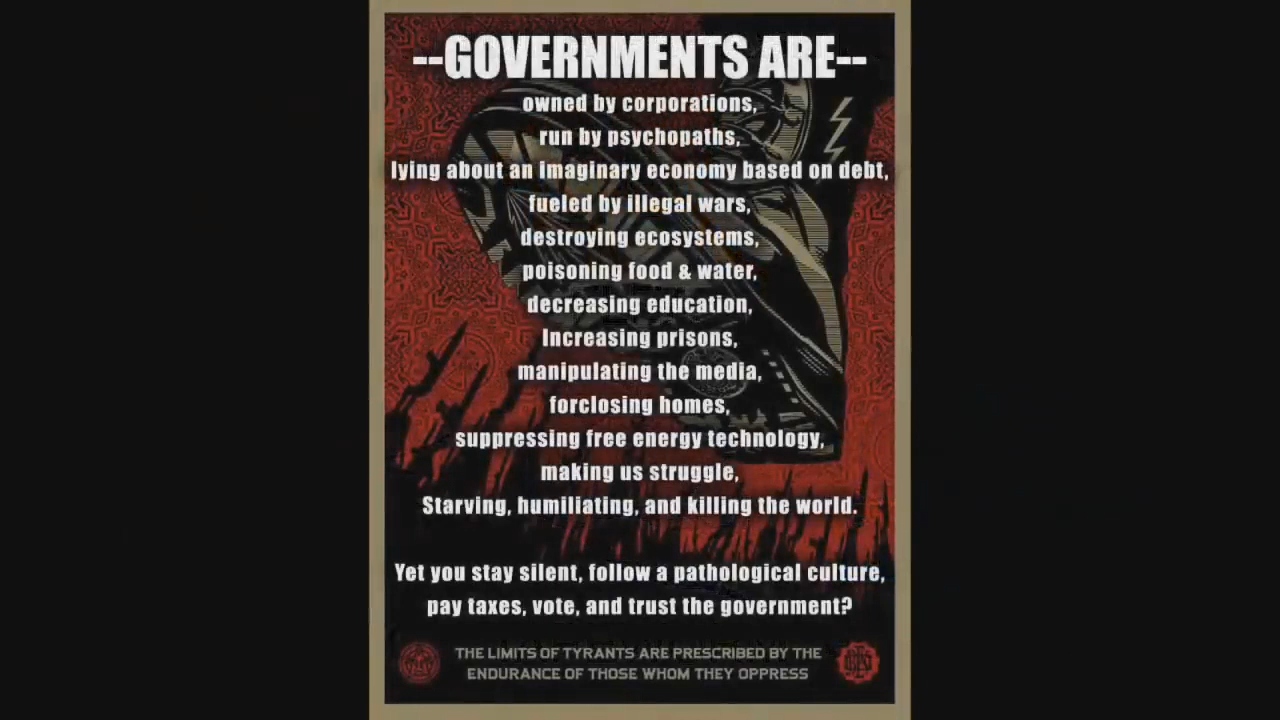 --GOVERNMENTS ARE--
owned by corporations,
run by psychopaths,
lying about an imaginary economy based on debt,
fueled by illegal wars,
destroying ecosystems,
poisoning food & water,
decreasing education,
Increasing prisons,
manipulating the media,
forclosing homes,
suppressing free energy technology,
making us struggle,
Starving, humiliating, and killing the world.
Yet you stay silent, follow a pathological culture,
pay taxes, vote, and trust the government?
THE LIMITS OF TYRANTS ARE PRESCRIBED BY THE
ENDURANCE OF THOSE WHOM THEY OPPRESS